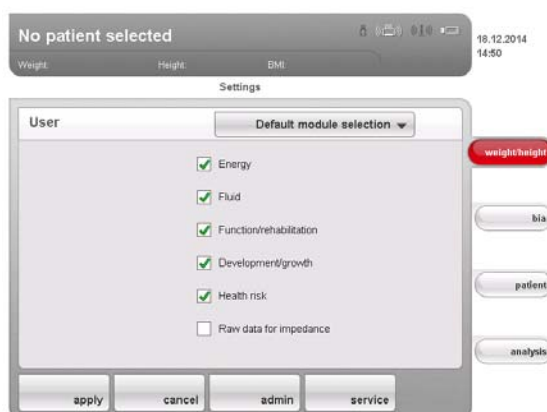 No patient selected
18.12.2014
14:50
Weight: Height: BMI:
Settings
User Default module selection
weight/height
Energy
Fluid
bia
Function/rehabilitation
Development/growth
patient
Health risk
Raw data for impedance
analysis
apply cancel admin service